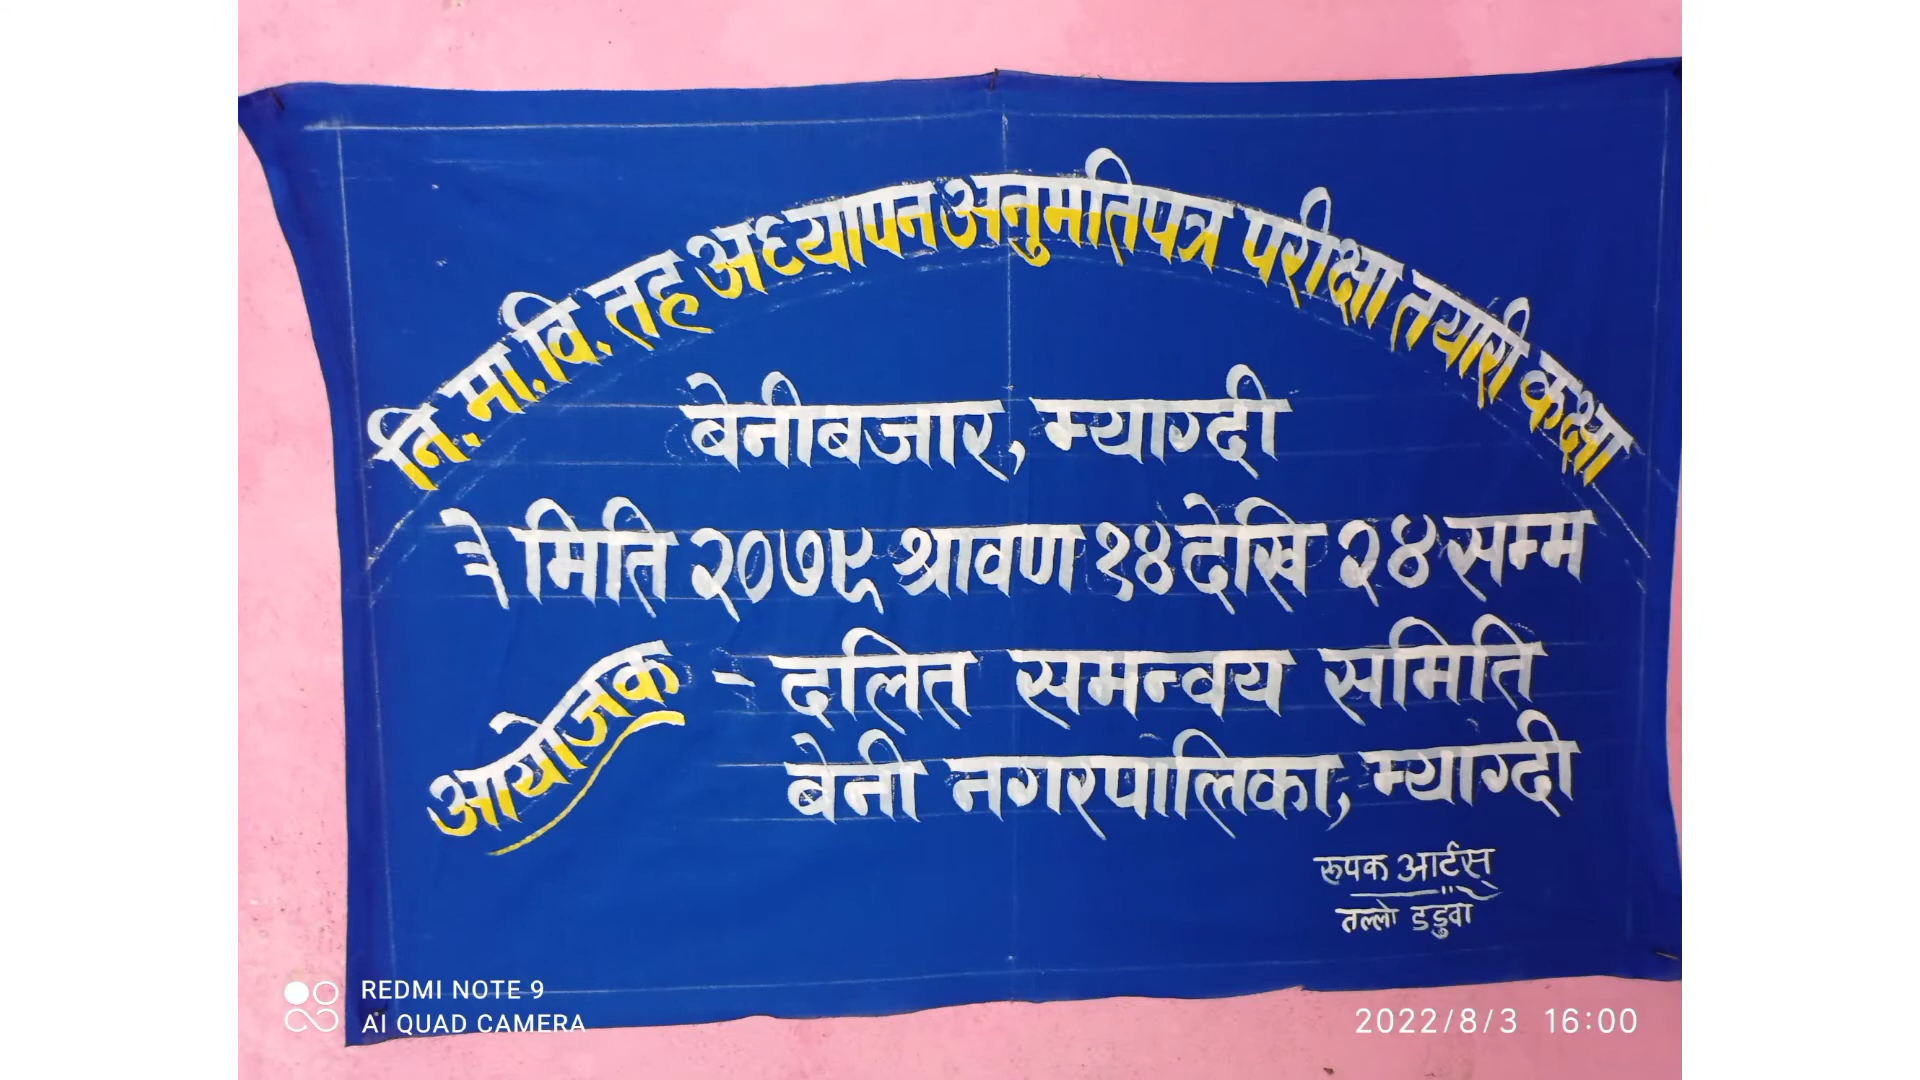 नि.मा.वि. तह अध्यापन अनुमतिपत्र परीक्षा तयारी कक्षा
बेनीबजार, म्याग्दी
मिति २०७९ श्रावण १४ देखि २४ सम्म
आयोजक - दलित समन्वय समिति
बेनी नगरपालिका, म्याग्दी
रूपक आर्टस्
तल्लो डडुवा
REDMI NOTE 9
AI QUAD CAMERA
2022/8/3 16:00